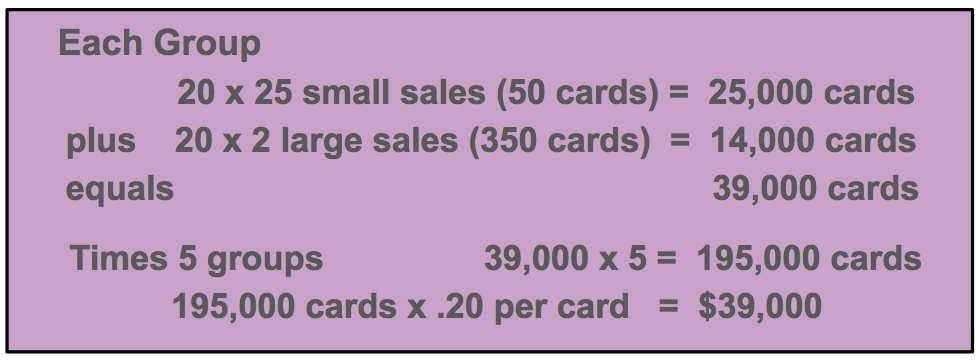 Each Group
20 x 25 small sales (50 cards) = 25,000 cards
plus 20 x 2 large sales (350 cards) = 14,000 cards
equals 39,000 cards
Times 5 groups 39,000 x 5 = 195,000 cards
195,000 cards x .20 per card = $39,000